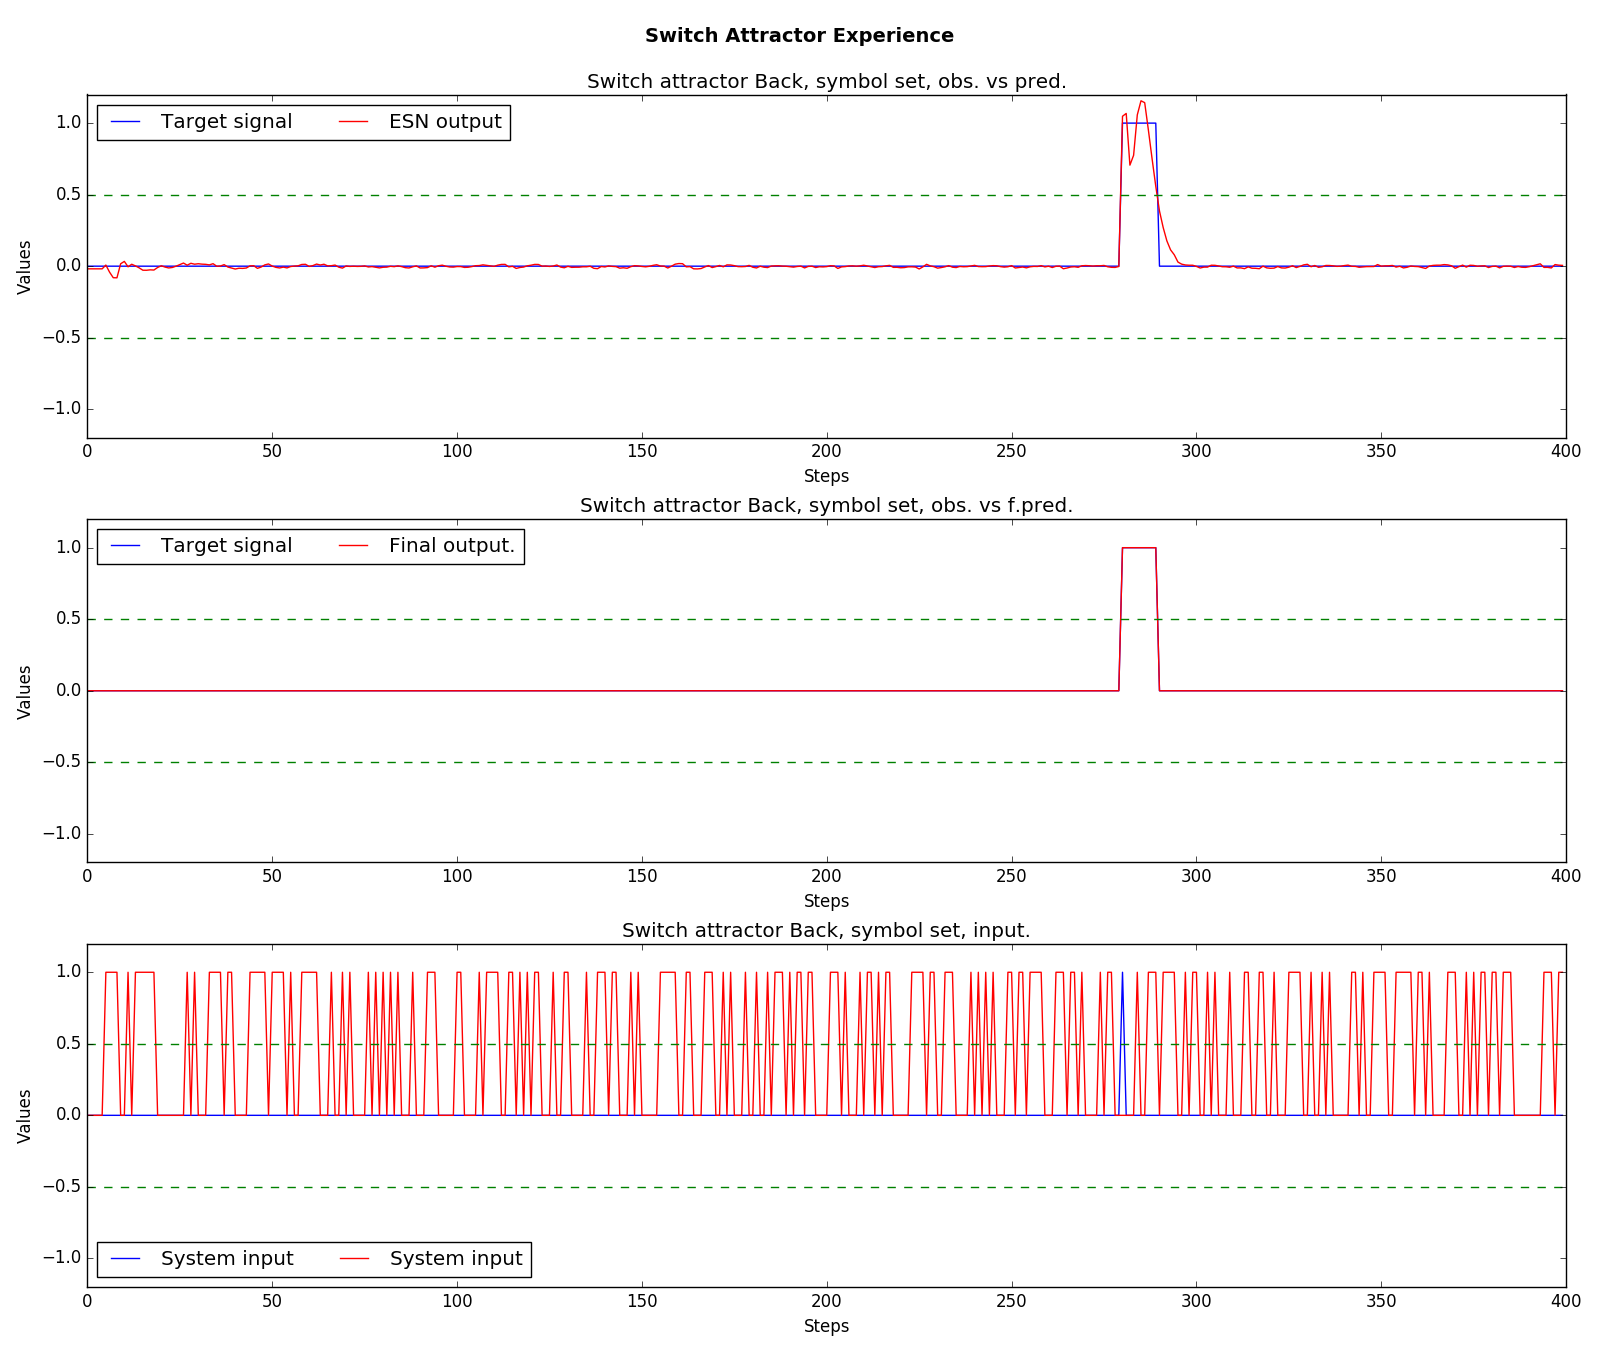 Switch Attractor Experience
Switch attractor Back, symbol set, obs. vs pred.
Target signal ESN output
1.0
0.5
0.0
−0.5
−1.0
Values
0 50 100 150 200 250 300 350 400
Steps
Switch attractor Back, symbol set, obs. vs f.pred.
Target signal Final output.
1.0
0.5
0.0
−0.5
−1.0
Values
0 50 100 150 200 250 300 350 400
Steps
Switch attractor Back, symbol set, input.
1.0
0.5
0.0
−0.5
−1.0
Values
System input System input
0 50 100 150 200 250 300 350 400
Steps